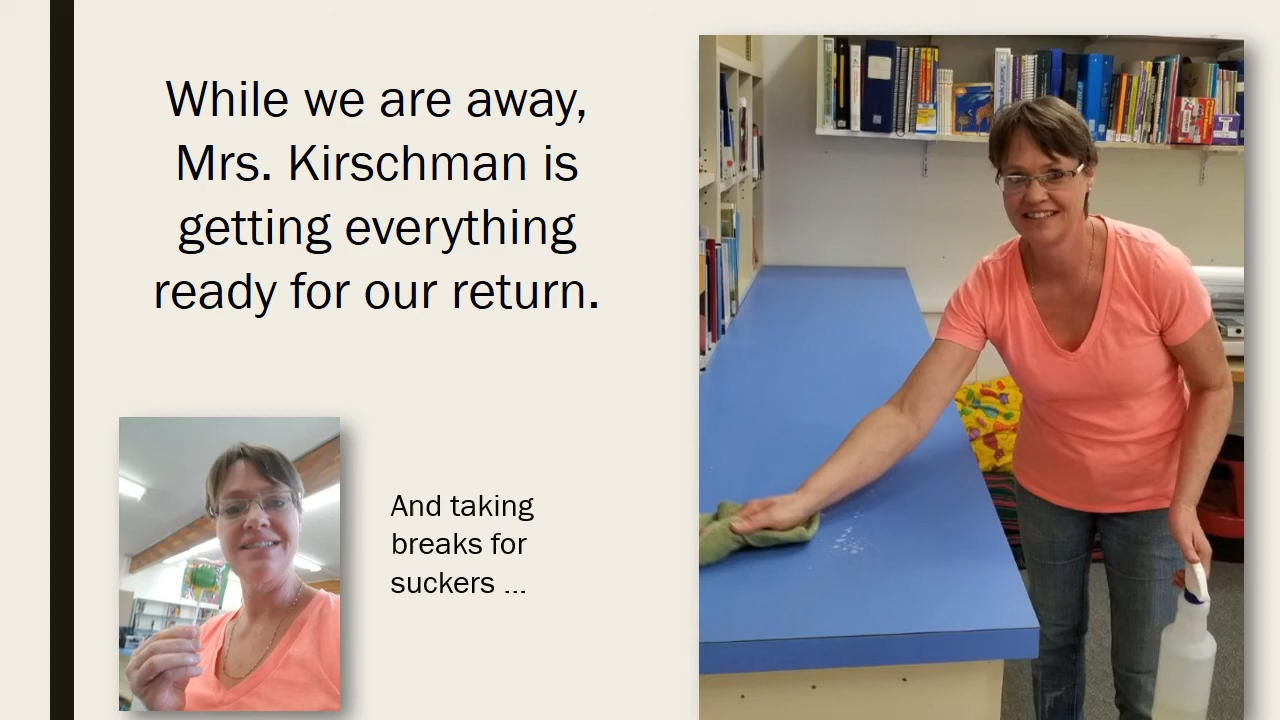 While we are away,
Mrs. Kirschman is
getting everything
ready for our return.
And taking
breaks for
suckers ...